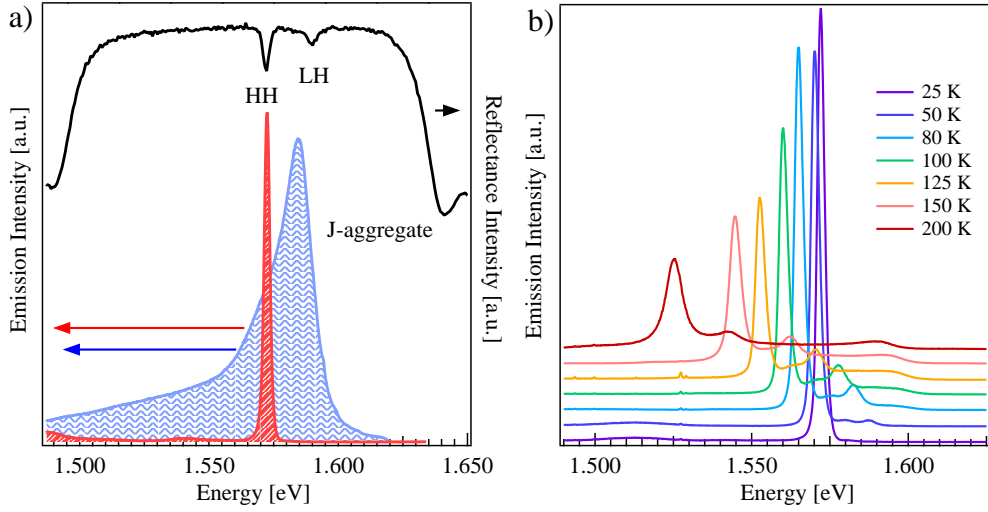 a)
Emission Intensity [a.u.]
HH
LH
J-aggregate
Reflectance Intensity [a.u.]
1.500
1.550
1.600
1.650
Energy [eV]
b)
Emission Intensity [a.u.]
25 K
50 K
80 K
100 K
125 K
150 K
200 K
1.500
1.550
1.600
Energy [eV]